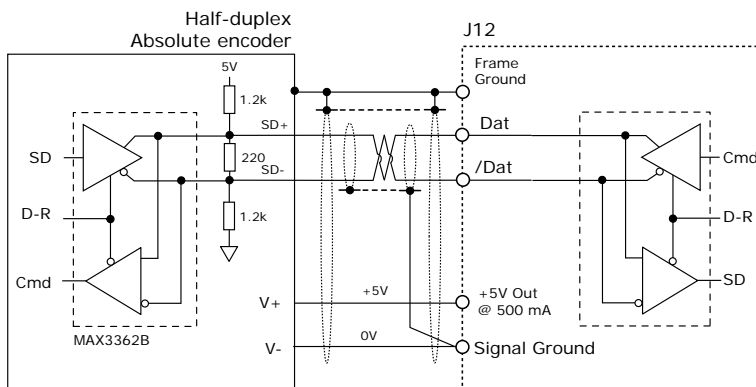 Half-duplex
Absolute encoder
J12
5V
Frame
Ground
1.2k
SD+
Dat
SD
220
Cmd
SD-
/Dat
D-R
1.2k
D-R
Cmd
SD
V+
+5V
+5V Out
@ 500 mA
MAX3362B
V-
0V
Signal Ground